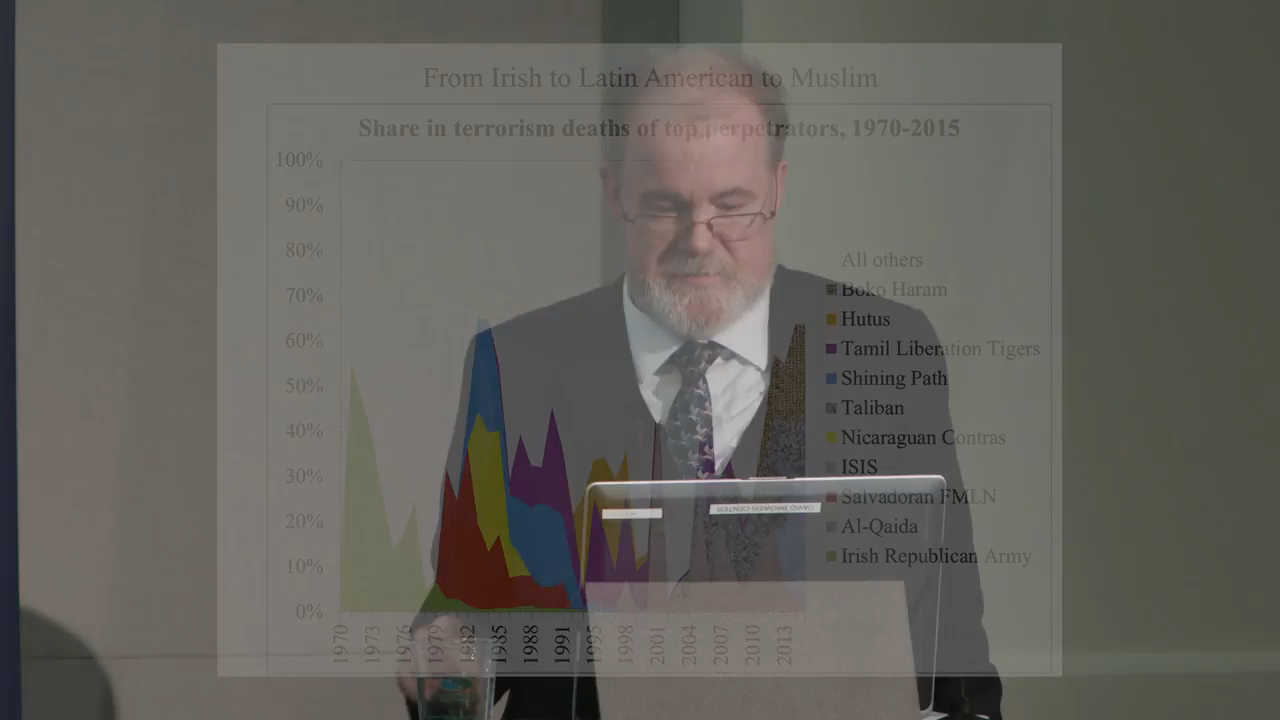 From Irish to Latin American to Muslim
Share in terrorism deaths of top perpetrators, 1970-2015
100%
90%
80%
70%
60%
50%
40%
30%
20%
10%
0%
1970
1973
1976
1979
1982
1985
1988
1991
1995
1998
2001
2004
2007
2010
2013
All others
Boko Haram
Hutus
Tamil Liberation Tigers
Shining Path
Taliban
Nicaraguan Contras
ISIS
Salvadoran FMLN
Al-Qaida
Irish Republican Army
DAVID BROWER CENTER